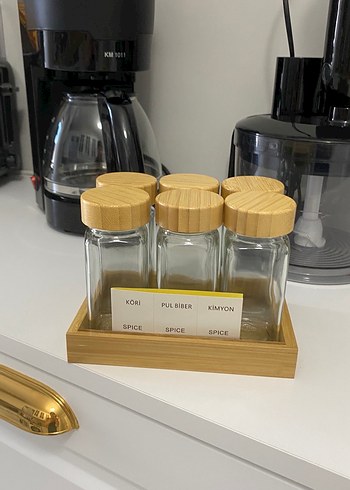 KM 1011
KÖRİ PUL BİBER KİMYON
SPICE SPICE SPICE